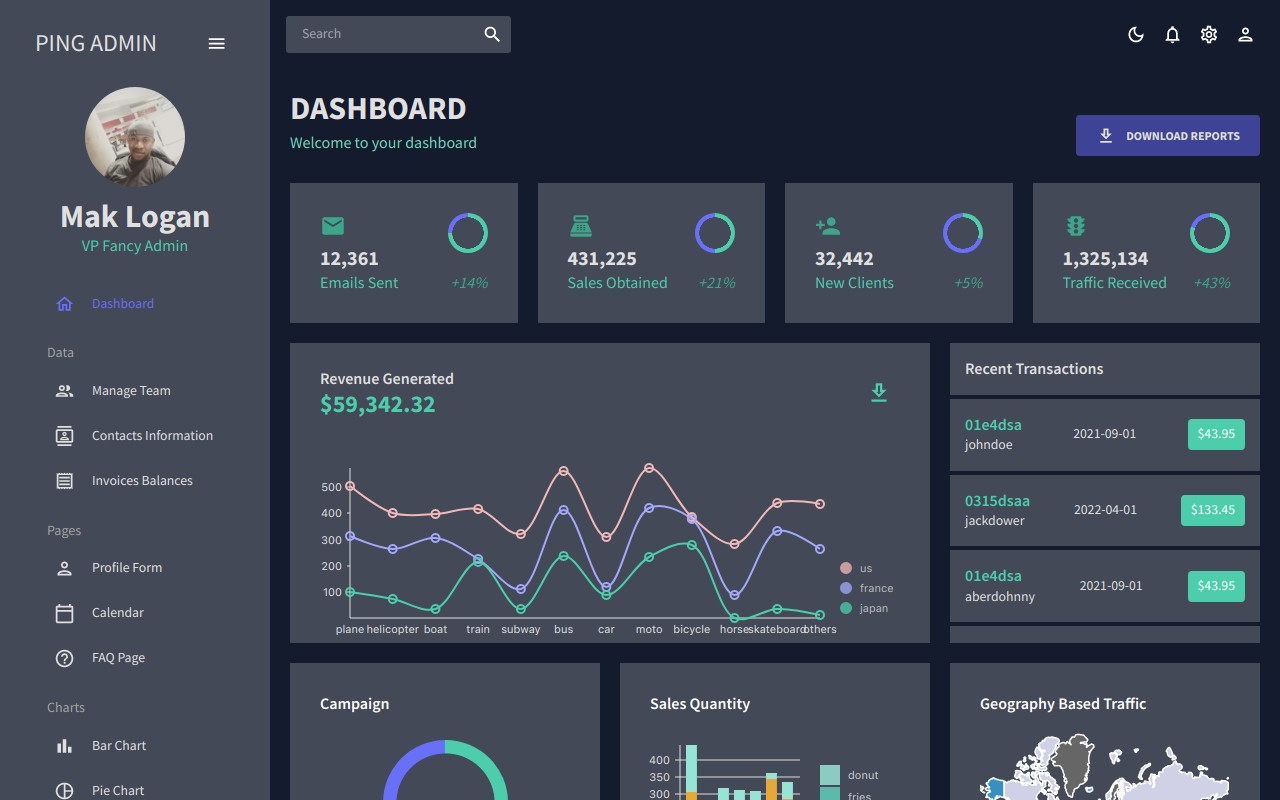 PING ADMIN
Mak Logan
VP Fancy Admin
Dashboard
Data
Manage Team
Contacts Information
Invoices Balances
Pages
Profile Form
Calendar
FAQ Page
Charts
Bar Chart
Pie Chart
Search
DASHBOARD
Welcome to your dashboard
DOWNLOAD REPORTS
12,361
Emails Sent +14%
431,225
Sales Obtained +21%
32,442
New Clients +5%
1,325,134
Traffic Received +43%
Revenue Generated
$59,342.32
500
400
300
200
100
plane helicopter boat train subway bus car moto bicycle horse skateboard others
us
france
japan
Recent Transactions
01e4dsa
johndoe
2021-09-01
$43.95
0315dsaa
jackdower
2022-04-01
$133.45
01e4dsa
aberdohnny
2021-09-01
$43.95
Campaign
Sales Quantity
400
350
300
donut
fries
Geography Based Traffic